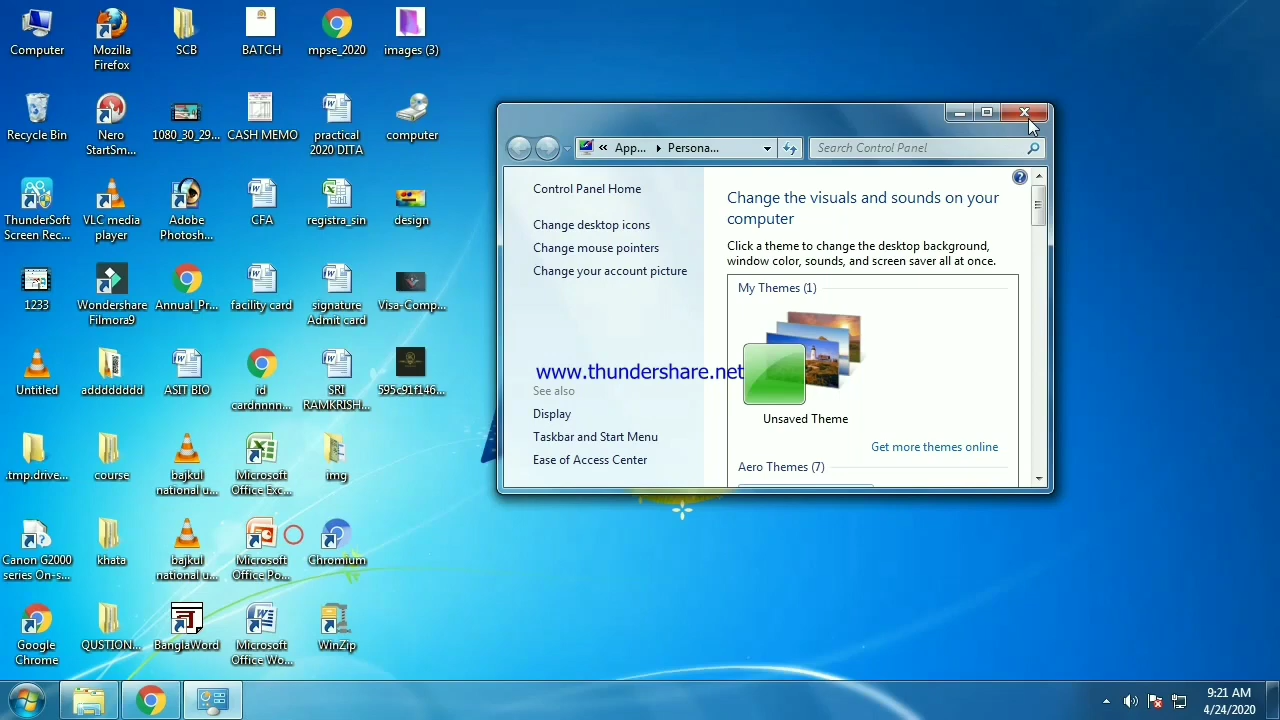 Computer
Mozilla
Firefox
SCB
BATCH
mpse_2020
images (3)
Recycle Bin
Nero
StartSm...
1080_30_29...
CASH MEMO
practical
2020 DITA
computer
ThunderSoft
Screen Rec...
VLC media
player
Adobe
Photosh...
CFA
registra_sin
design
1233
Wondershare
Filmora9
Annual_Pr...
facility card
signature
Admit card
Visa-Comp...
Untitled
adddddddd
ASIT BIO
id
cardnnnn...
SRI
RAMKRISH...
595c91f146...
.tmp.drive...
course
bajkul
national u...
Microsoft
Office Exc...
img
Canon G2000
series On-s...
khata
bajkul
national u...
Microsoft
Office Po...
Chromium
Google
Chrome
QUSTION...
BanglaWord
Microsoft
Office Wo...
WinZip
« App... Persona...
Search Control Panel
Control Panel Home
Change desktop icons
Change mouse pointers
Change your account picture
www.thundershare.net
See also
Display
Taskbar and Start Menu
Ease of Access Center
Change the visuals and sounds on your
computer
Click a theme to change the desktop background,
window color, sounds, and screen saver all at once.
My Themes (1)
Unsaved Theme
Get more themes online
Aero Themes (7)
9:21 AM
4/24/2020